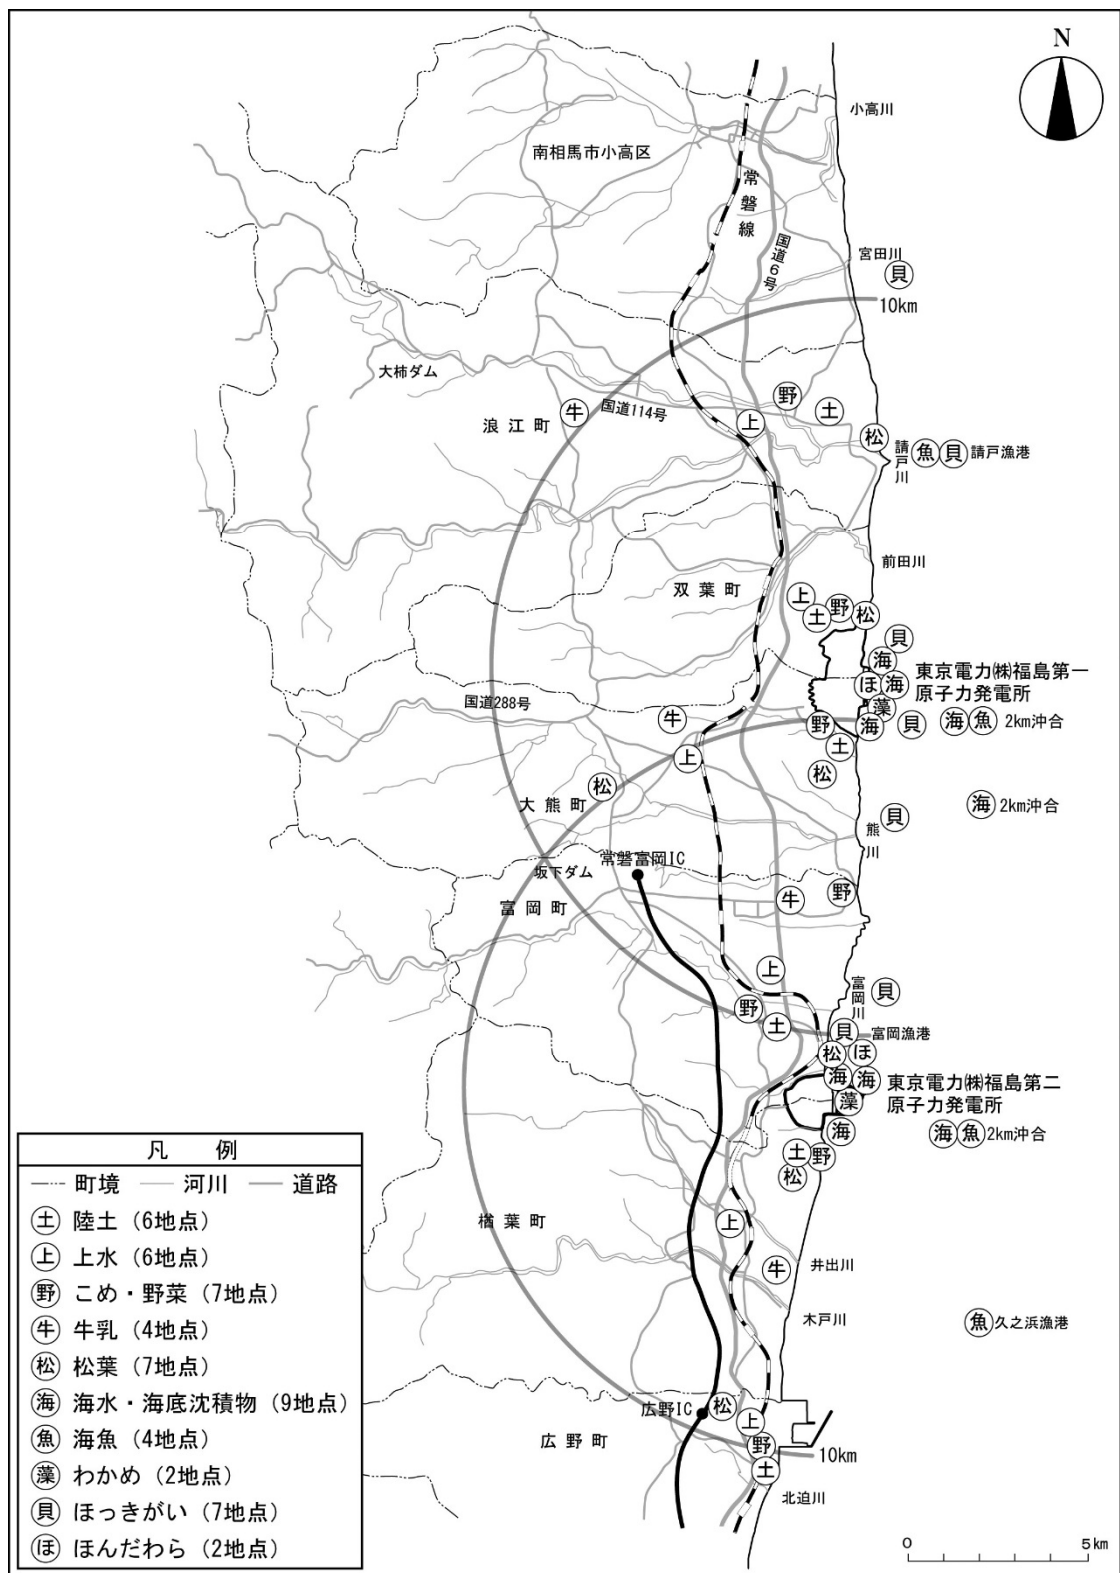 N
小高川
南相馬市小高区
常磐線
国道6号
宮田川
貝
10km
大柿ダム
野
土
牛
国道114号
浪江町
上
松
請戸川
魚 貝 請戸漁港
前田川
双葉町
上
土
野
松
貝
海
ほ 海
東京電力㈱福島第一
原子力発電所
藻
国道288号
牛
野
海
貝
海 魚 2km沖合
土
上
松
松
大熊町
海 2km沖合
貝
熊川
常磐富岡IC
坂下ダム
富岡町
牛
野
上
富岡川
貝
野
土
貝
富岡漁港
松
ほ
海
海
東京電力㈱福島第二
原子力発電所
藻
海
海 魚 2km沖合
土
野
松
楢葉町
上
牛
井出川
木戸川
魚 久之浜漁港
広野IC
松
上
広野町
野
10km
土
北迫川
凡 例
町境 河川 道路
土 陸土（6地点）
上 上水（6地点）
野 こめ・野菜（7地点）
牛 牛乳（4地点）
松 松葉（7地点）
海 海水・海底沈積物（9地点）
魚 海魚（4地点）
藻 わかめ（2地点）
貝 ほっきがい（7地点）
ほ ほんだわら（2地点）
0 5km